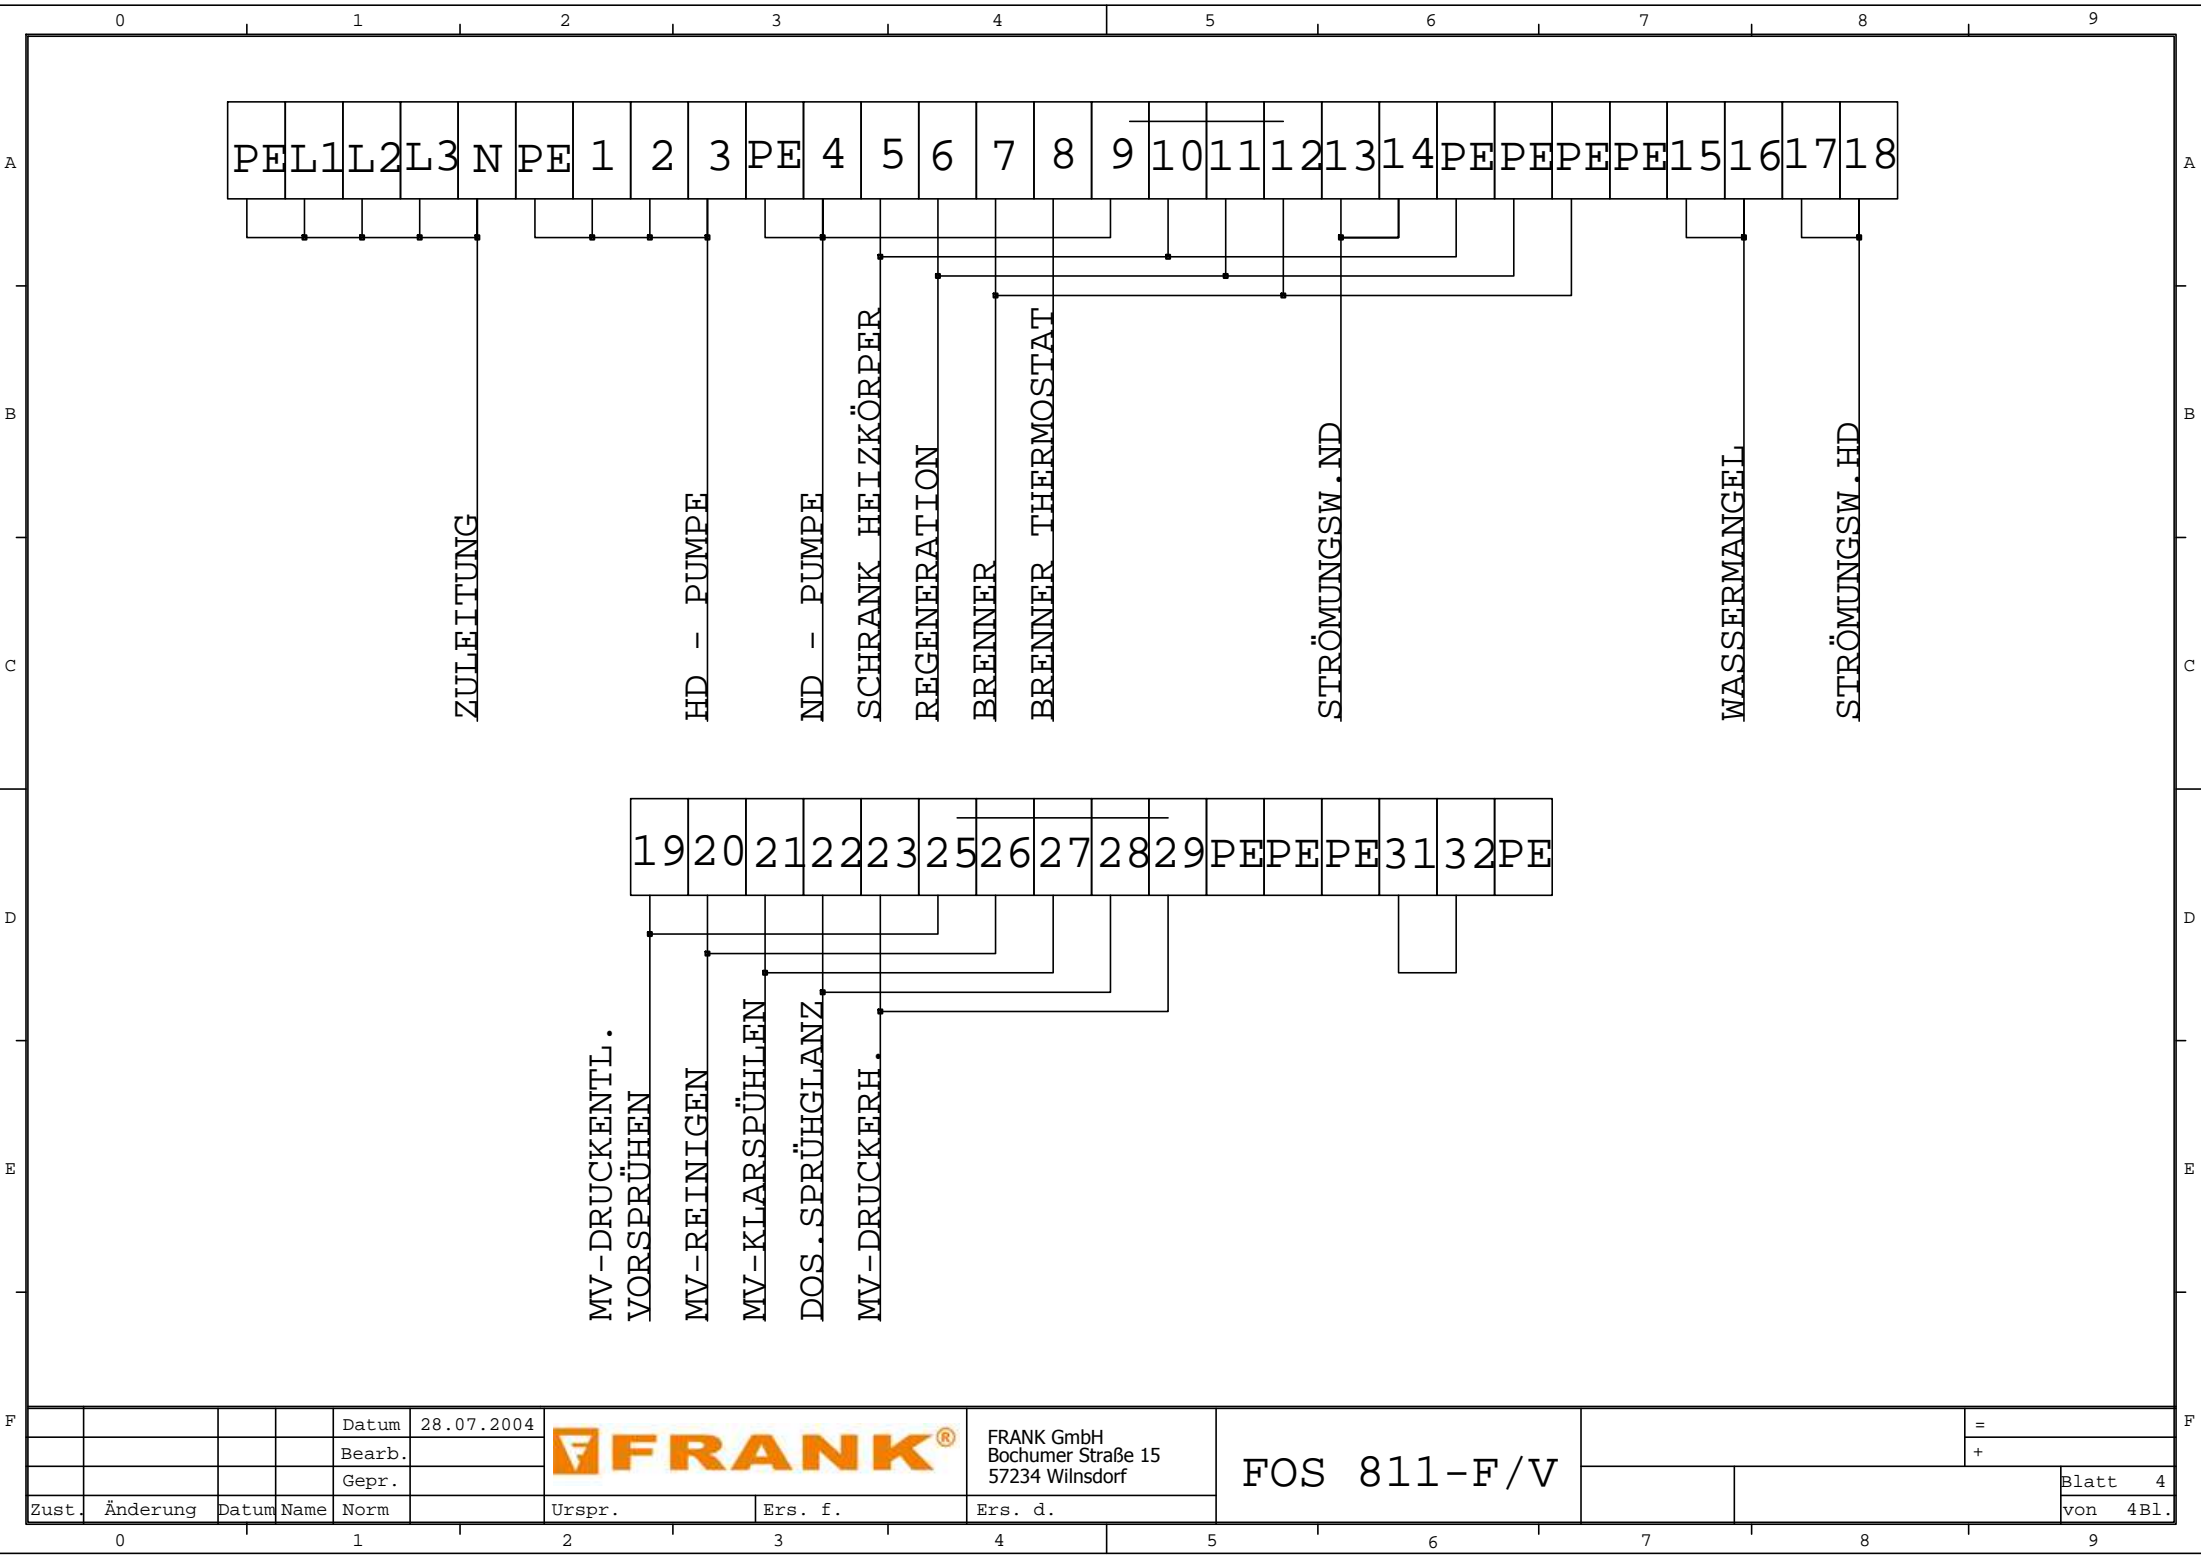 0 1 2 3 4 5 6 7 8 9
A PE L1 L2 L3 N PE 1 2 3 PE 4 5 6 7 8 9 10 11 12 13 14 PE PE PE PE 15 16 17 18 A
B B
C C
ZULEITUNG
HD - PUMPE
ND - PUMPE
SCHRANK HEIZKÖRPER
REGENERATION
BRENNER
BRENNER THERMOSTAT
STRÖMUNGSW.ND
WASSERMANGEL
STRÖMUNGSW.HD
19 20 21 22 23 25 26 27 28 29 PE PE PE 31 32 PE
D D
E E
MV-DRUCKENTL.
VORSPRÜHEN
MV-REINIGEN
MV-KLARSPÜHLEN
DOS.SPRÜHGLANZ
MV-DRUCKERH.
F F
Datum 28.07.2004
Bearb.
Gepr.
Zust. Änderung Datum Name Norm
FRANK®
Urspr. Ers. f. Ers. d.
FRANK GmbH
Bochumer Straße 15
57234 Wilnsdorf
FOS 811-F/V
=
+
Blatt 4
von 4Bl.
0 1 2 3 4 5 6 7 8 9